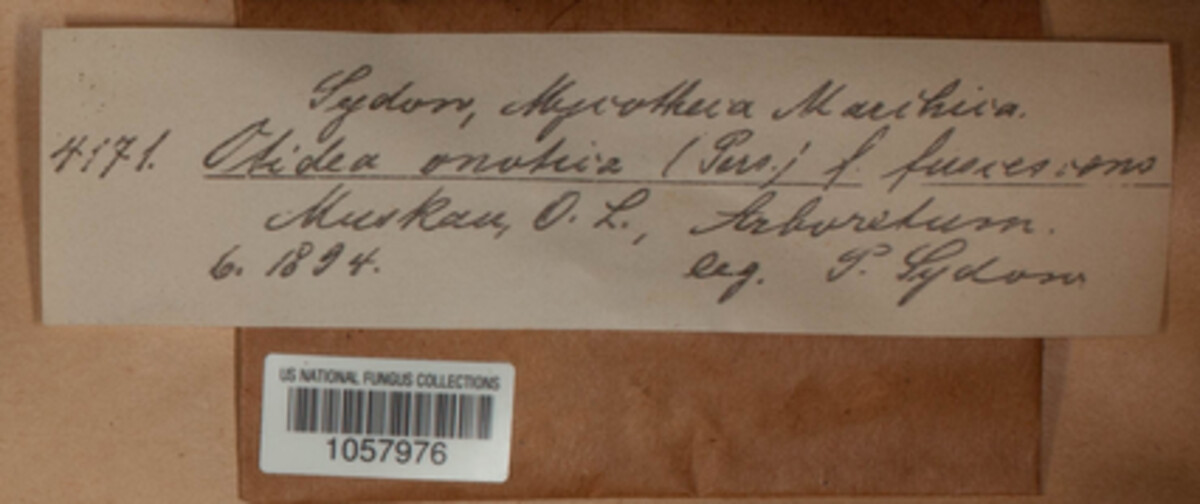 Sydow, Mycotheca Marchica.
4171. Otidea onotica (Pers.) f. fuscescens
Muskau, O. L., Arboretum.
6. 1894. leg. P. Sydow
US NATIONAL FUNGUS COLLECTIONS
1057976